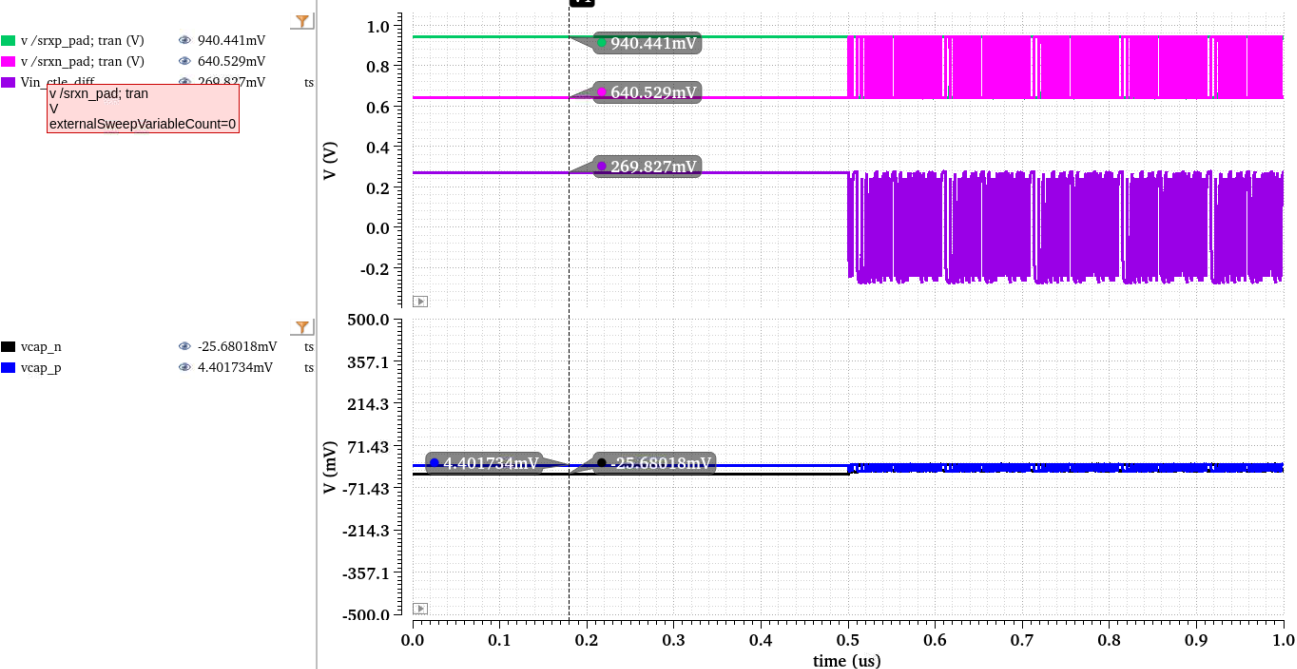 v /srxp_pad; tran (V) 940.441mV
v /srxn_pad; tran (V) 640.529mV
Vin_ctle_diff 269.827mV ts
v /srxn_pad; tran
V
externalSweepVariableCount=0
vcap_n -25.68018mV ts
vcap_p 4.401734mV ts
V (V)
1.0
0.8
0.6
0.4
0.2
0.0
-0.2
940.441mV
640.529mV
269.827mV
V (mV)
500.0
357.1
214.3
71.43
-71.43
-214.3
-357.1
-500.0
4.401734mV
-25.68018mV
0.0 0.1 0.2 0.3 0.4 0.5 0.6 0.7 0.8 0.9 1.0
time (us)